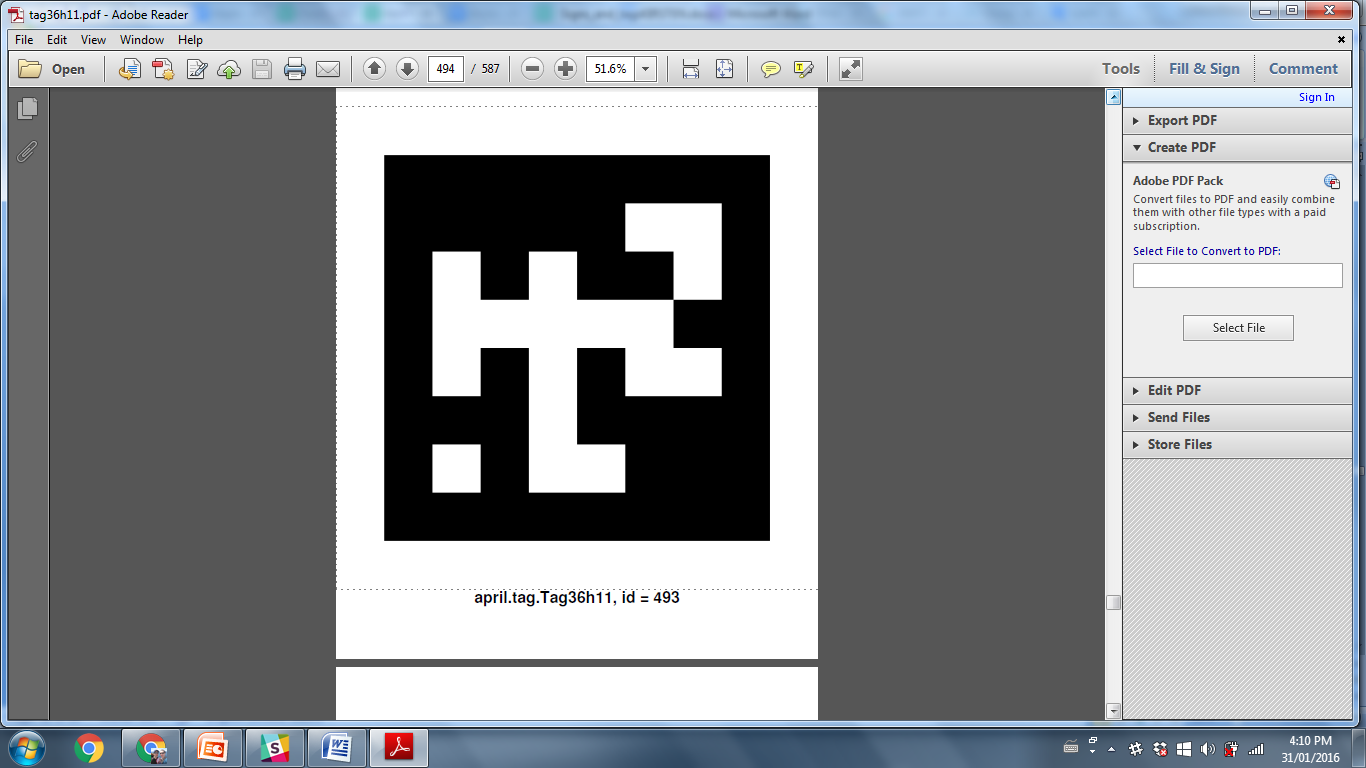 tag36h11.pdf - Adobe Reader
File Edit View Window Help
Open 494 / 587 51.6% Tools Fill & Sign Comment
Sign In
Export PDF
Create PDF
Adobe PDF Pack
Convert files to PDF and easily combine
them with other file types with a paid
subscription.
Select File to Convert to PDF:
Select File
Edit PDF
Send Files
Store Files
april.tag.Tag36h11, id = 493
4:10 PM
31/01/2016